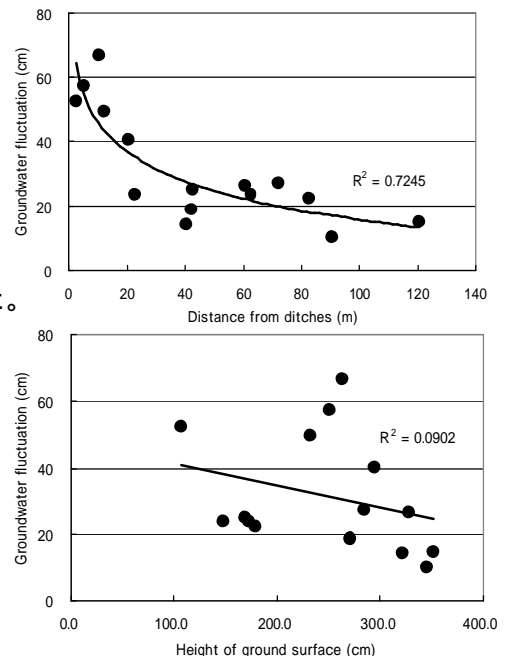 80
60
40
20
0
Groundwater fluctuation (cm)
R² = 0.7245
0 20 40 60 80 100 120 140
Distance from ditches (m)
。
80
60
40
20
0
Groundwater fluctuation (cm)
R² = 0.0902
0.0 100.0 200.0 300.0 400.0
Height of ground surface (cm)